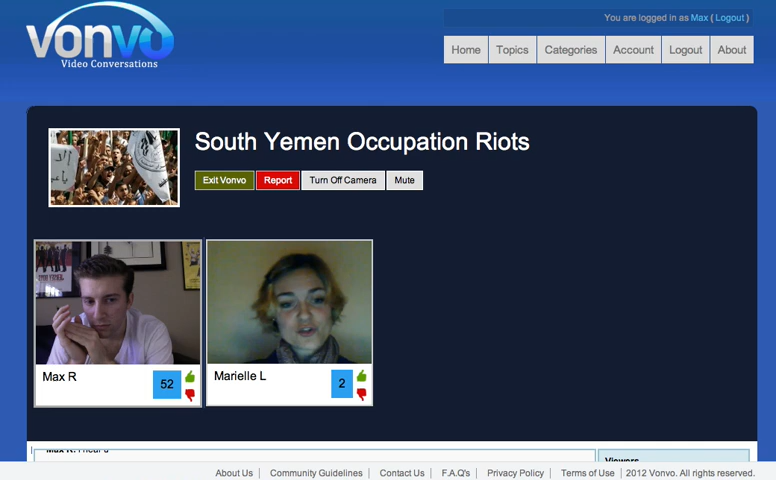 You are logged in as Max ( Logout )
vonvo
Video Conversations
Home Topics Categories Account Logout About
South Yemen Occupation Riots
Exit Vonvo Report Turn Off Camera Mute
Max R 52
Marielle L 2
Max R:
Viewers
About Us Community Guidelines Contact Us F.A.Q's Privacy Policy Terms of Use 2012 Vonvo. All rights reserved.